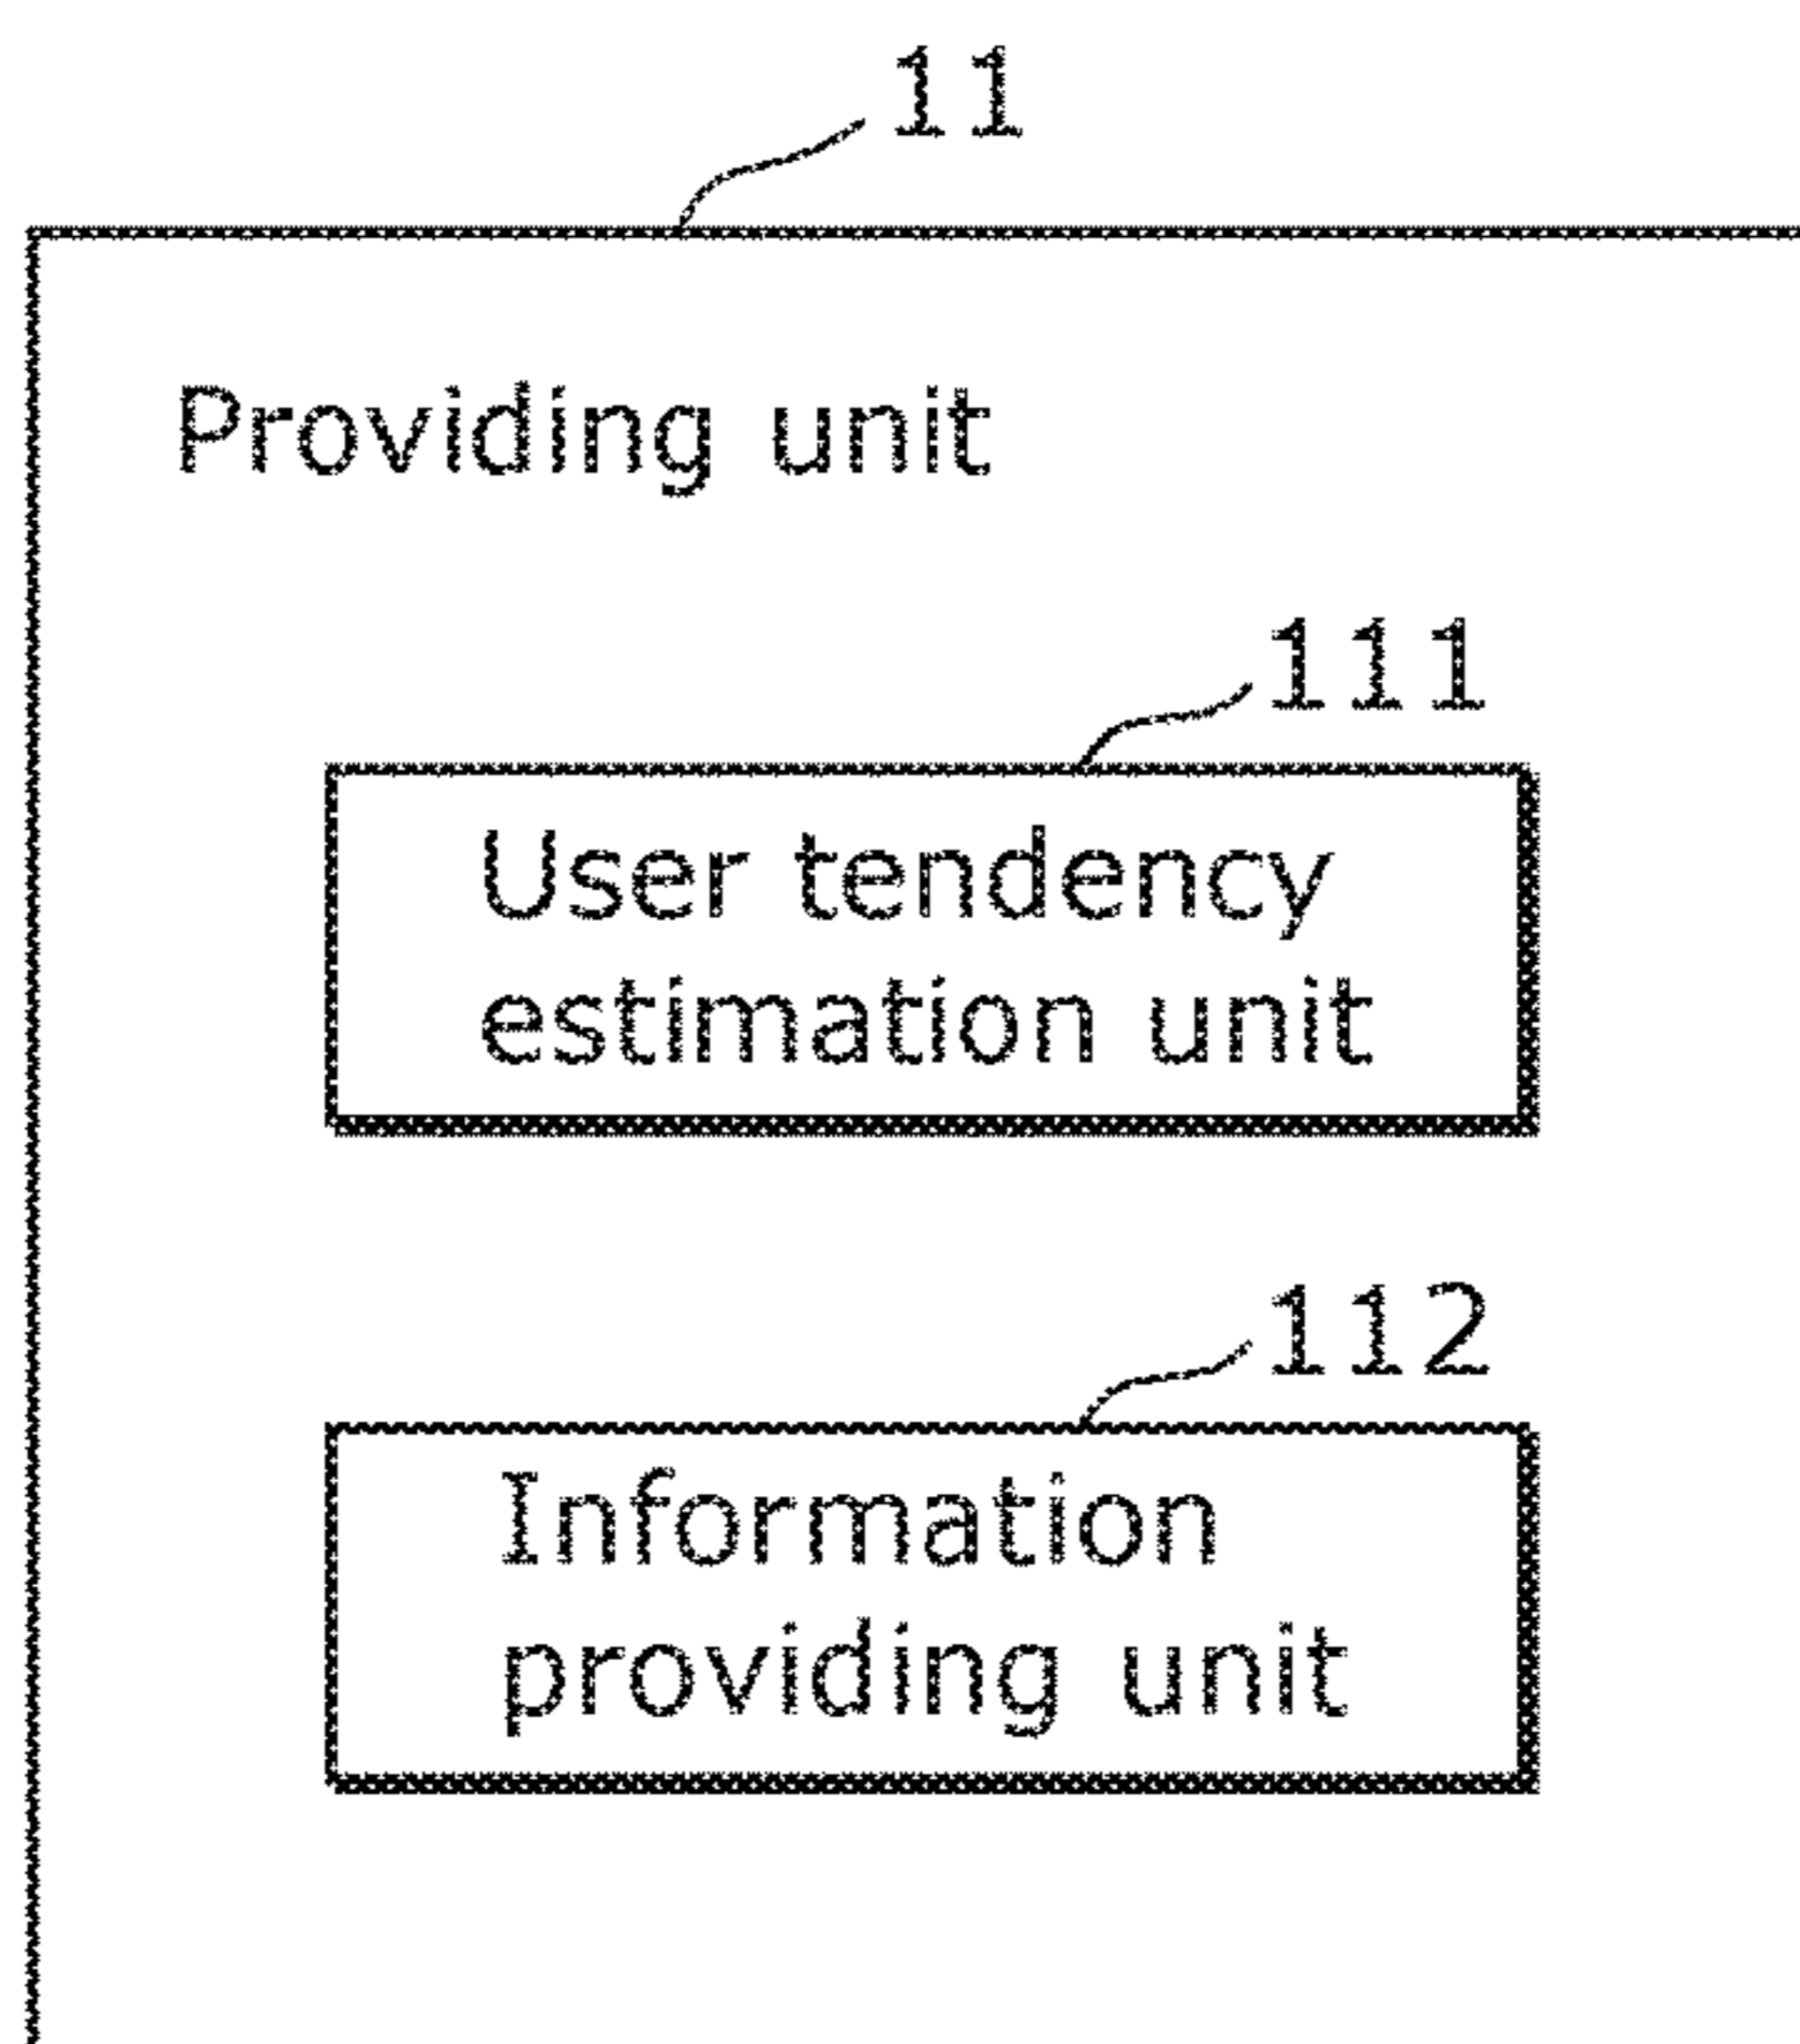 11
Providing unit
111
User tendency
estimation unit
112
Information
providing unit